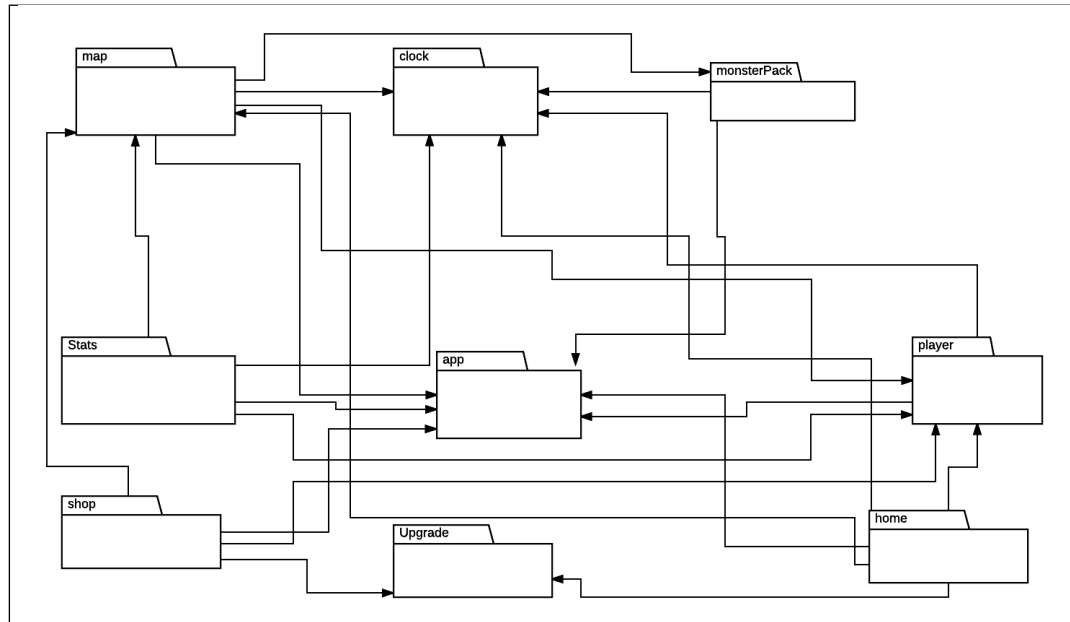 map
clock
monsterPack
Stats
app
player
shop
Upgrade
home